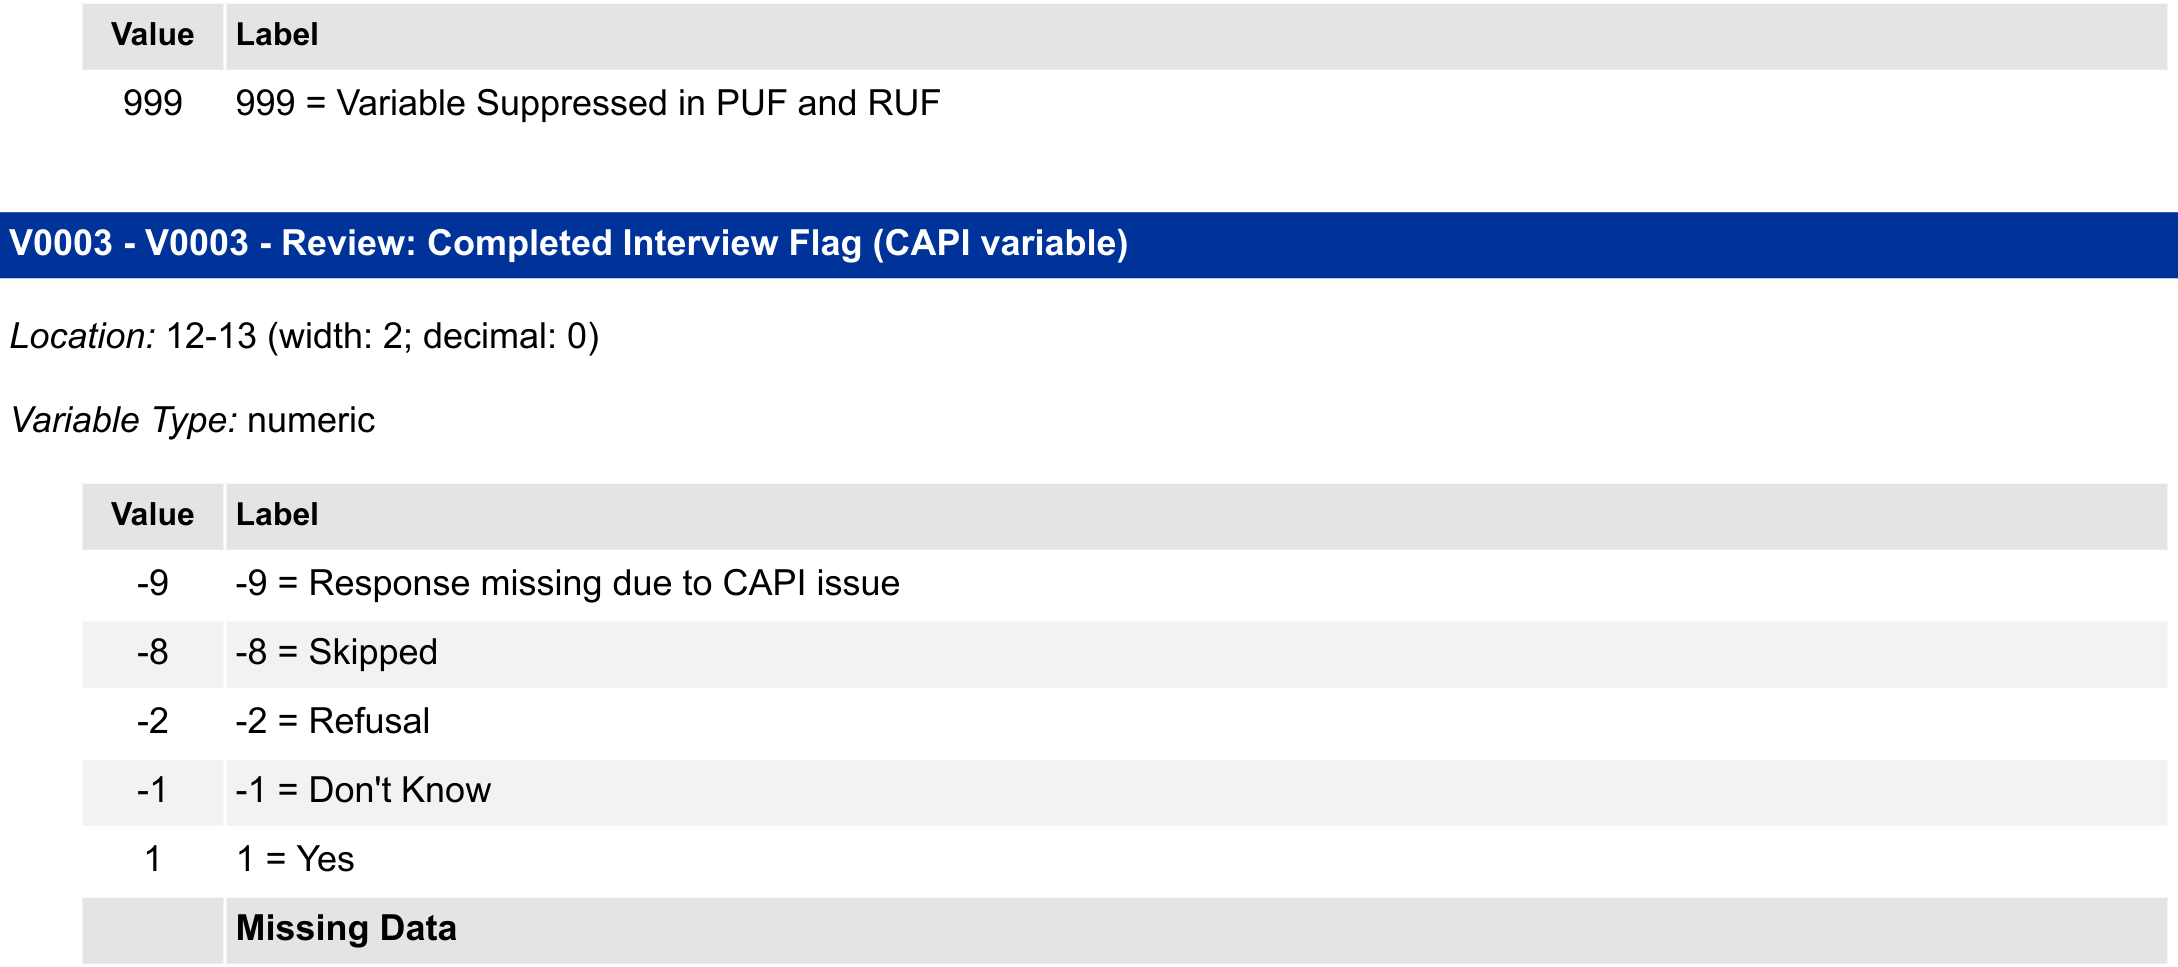 Value Label
999 999 = Variable Suppressed in PUF and RUF
V0003 - V0003 - Review: Completed Interview Flag (CAPI variable)
Location: 12-13 (width: 2; decimal: 0)
Variable Type: numeric
Value Label
-9 -9 = Response missing due to CAPI issue
-8 -8 = Skipped
-2 -2 = Refusal
-1 -1 = Don't Know
1 1 = Yes
Missing Data